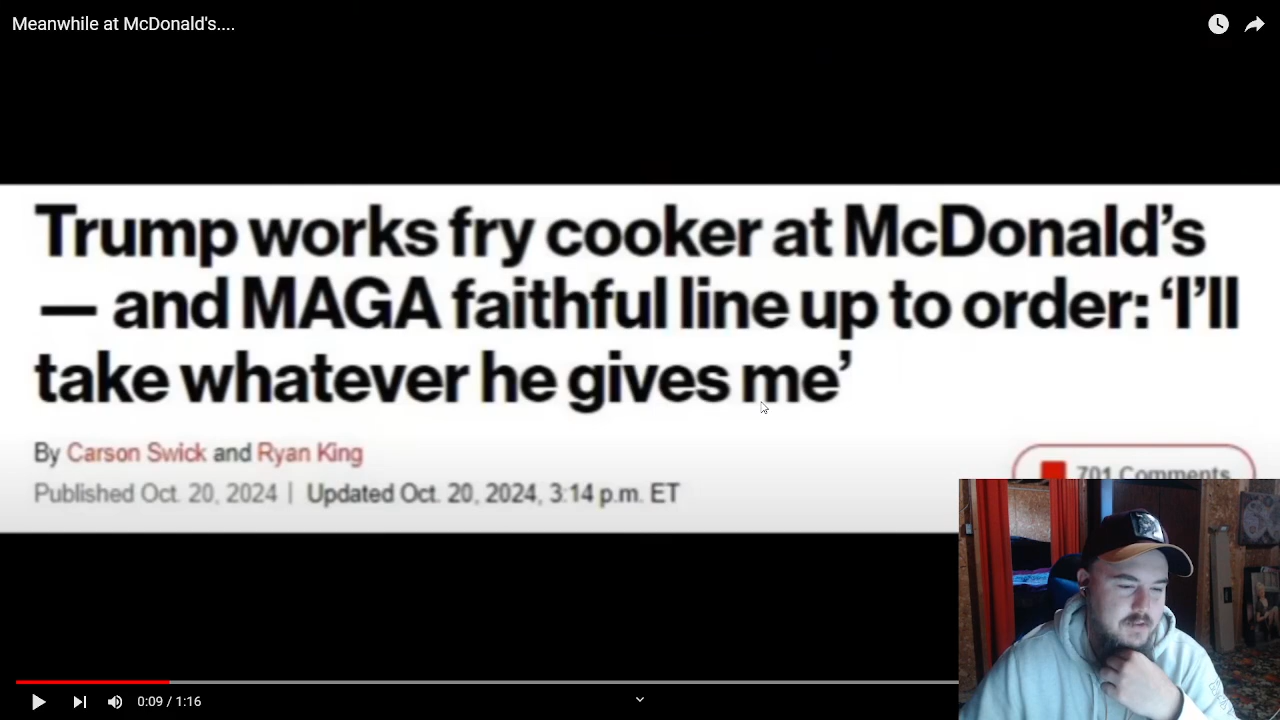 Meanwhile at McDonald's....
Trump works fry cooker at McDonald’s
— and MAGA faithful line up to order: ‘I’ll
take whatever he gives me’
By Carson Swick and Ryan King
701 Comments
Published Oct. 20, 2024 | Updated Oct. 20, 2024, 3:14 p.m. ET
0:09 / 1:16